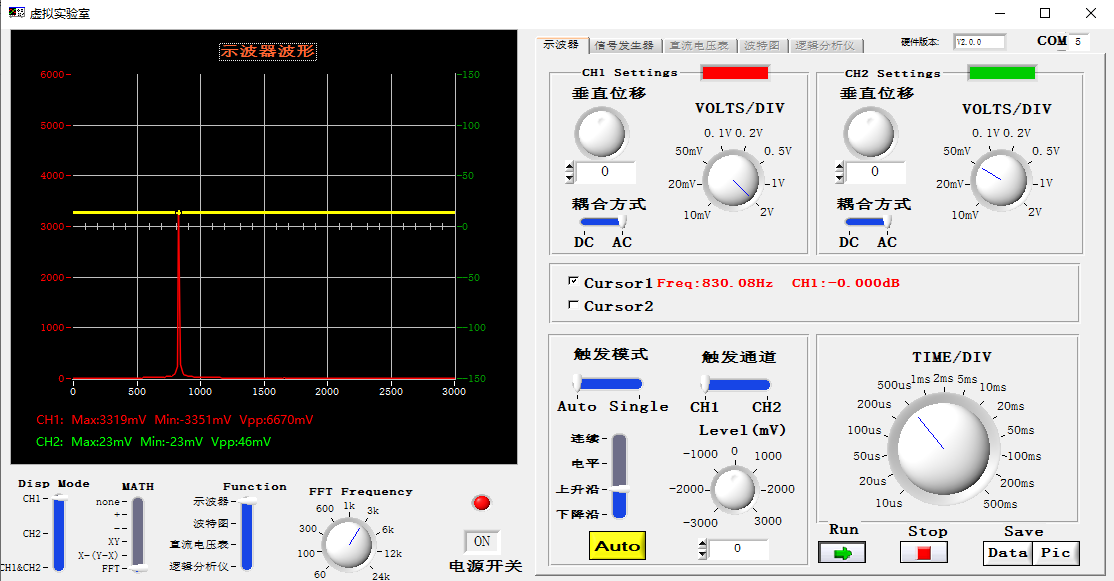 虚拟实验室
示波器波形
6000
5000
4000
3000
2000
1000
0
150
100
50
0
-50
-100
-150
0 500 1000 1500 2000 2500 3000
CH1: Max:3319mV Min:-3351mV Vpp:6670mV
CH2: Max:23mV Min:-23mV Vpp:46mV
Disp Mode
CH1
CH2
CH1&CH2
MATH
none
+
--
XY
X-(Y-X)
FFT
Function
示波器
波特图
直流电压表
逻辑分析仪
FFT Frequency
60
100
300
600
1k
3k
6k
12k
24k
ON
电源开关
示波器 信号发生器 直流电压表 波特图 逻辑分析仪
硬件版本: V2.0.0 COM 5
CH1 Settings
垂直位移
0
耦合方式
DC AC
VOLTS/DIV
10mV
20mV
50mV
0.1V
0.2V
0.5V
1V
2V
CH2 Settings
垂直位移
0
耦合方式
DC AC
VOLTS/DIV
10mV
20mV
50mV
0.1V
0.2V
0.5V
1V
2V
Cursor1 Freq:830.08Hz CH1:-0.000dB
Cursor2
触发模式
Auto Single
触发通道
CH1 CH2
连续
电平
上升沿
下降沿
Auto
Level(mV)
-3000
-2000
-1000
0
1000
2000
3000
0
TIME/DIV
10us
20us
50us
100us
200us
500us
1ms
2ms
5ms
10ms
20ms
50ms
100ms
200ms
500ms
Run Stop Save
Data Pic